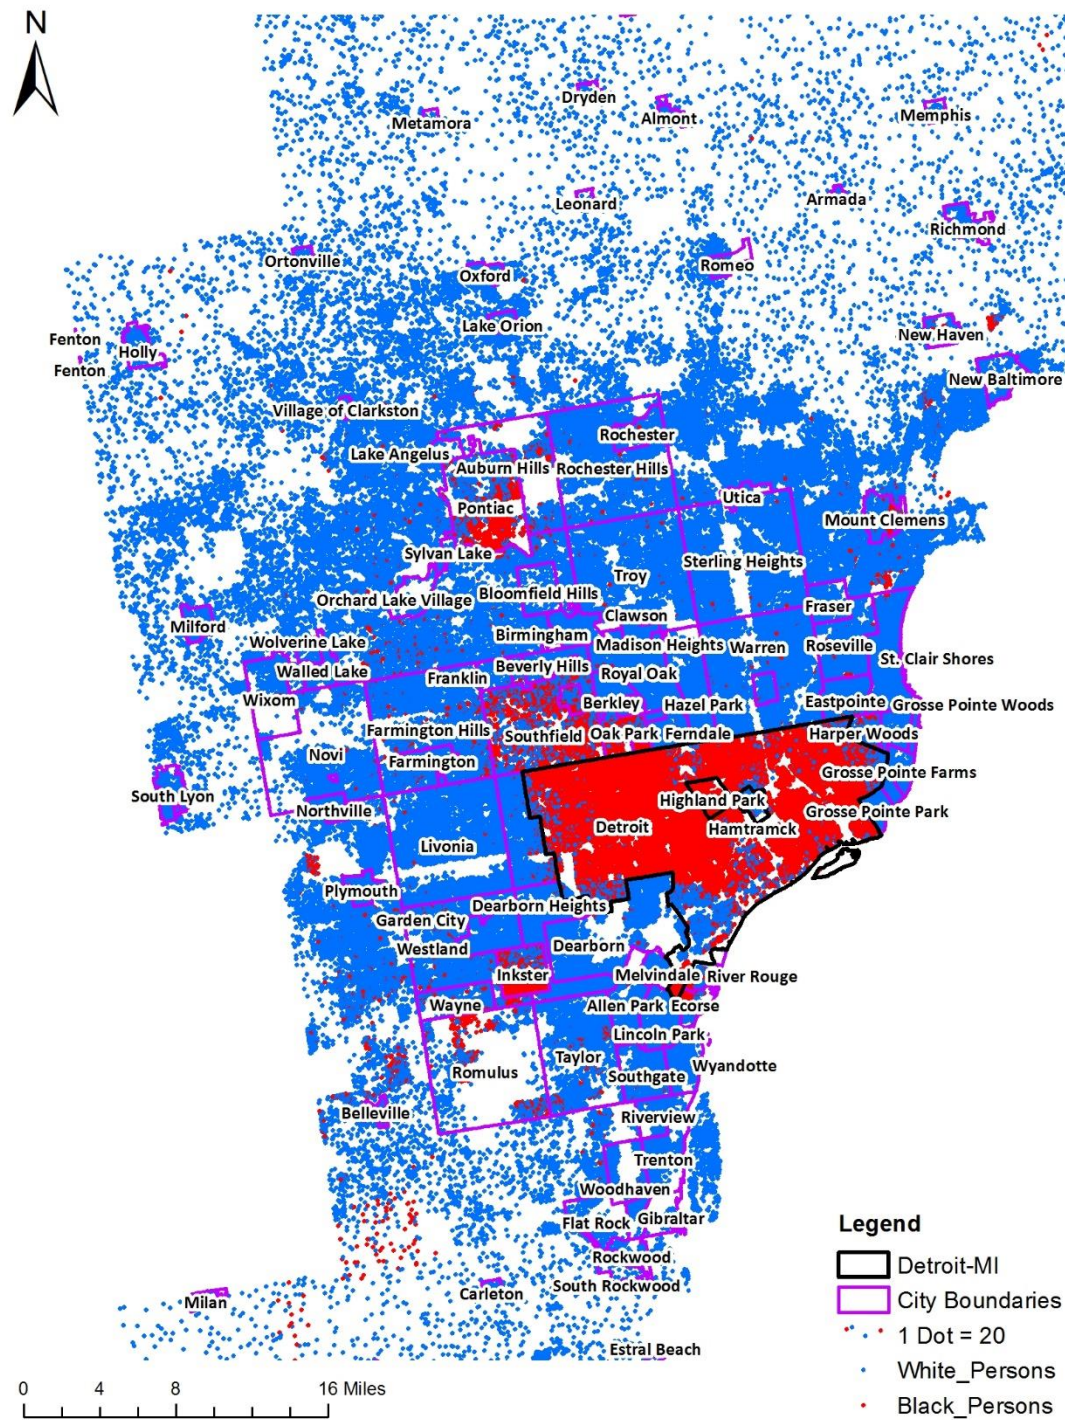 N
Dryden
Almont
Memphis
Metamora
Leonard
Armada
Richmond
Ortonville
Oxford
Romeo
Lake Orion
Fenton
Holly
Fenton
New Haven
New Baltimore
Village of Clarkston
Rochester
Lake Angelus
Auburn Hills
Rochester Hills
Pontiac
Utica
Mount Clemens
Sylvan Lake
Sterling Heights
Troy
Orchard Lake Village
Bloomfield Hills
Clawson
Fraser
Milford
Wolverine Lake
Birmingham
Madison Heights
Warren
Roseville
St. Clair Shores
Walled Lake
Franklin
Beverly Hills
Royal Oak
Wixom
Berkley
Hazel Park
Eastpointe
Grosse Pointe Woods
Farmington Hills
Southfield
Oak Park
Ferndale
Harper Woods
Novi
Farmington
Grosse Pointe Farms
South Lyon
Northville
Highland Park
Grosse Pointe Park
Detroit
Hamtramck
Livonia
Plymouth
Dearborn Heights
Garden City
Westland
Dearborn
Inkster
Melvindale
River Rouge
Wayne
Allen Park
Ecorse
Lincoln Park
Romulus
Taylor
Wyandotte
Southgate
Belleville
Riverview
Trenton
Woodhaven
Flat Rock
Gibraltar
Rockwood
South Rockwood
Carleton
Milan
Estral Beach
Legend
Detroit-MI
City Boundaries
1 Dot = 20
White_Persons
Black_Persons
0 4 8 16 Miles